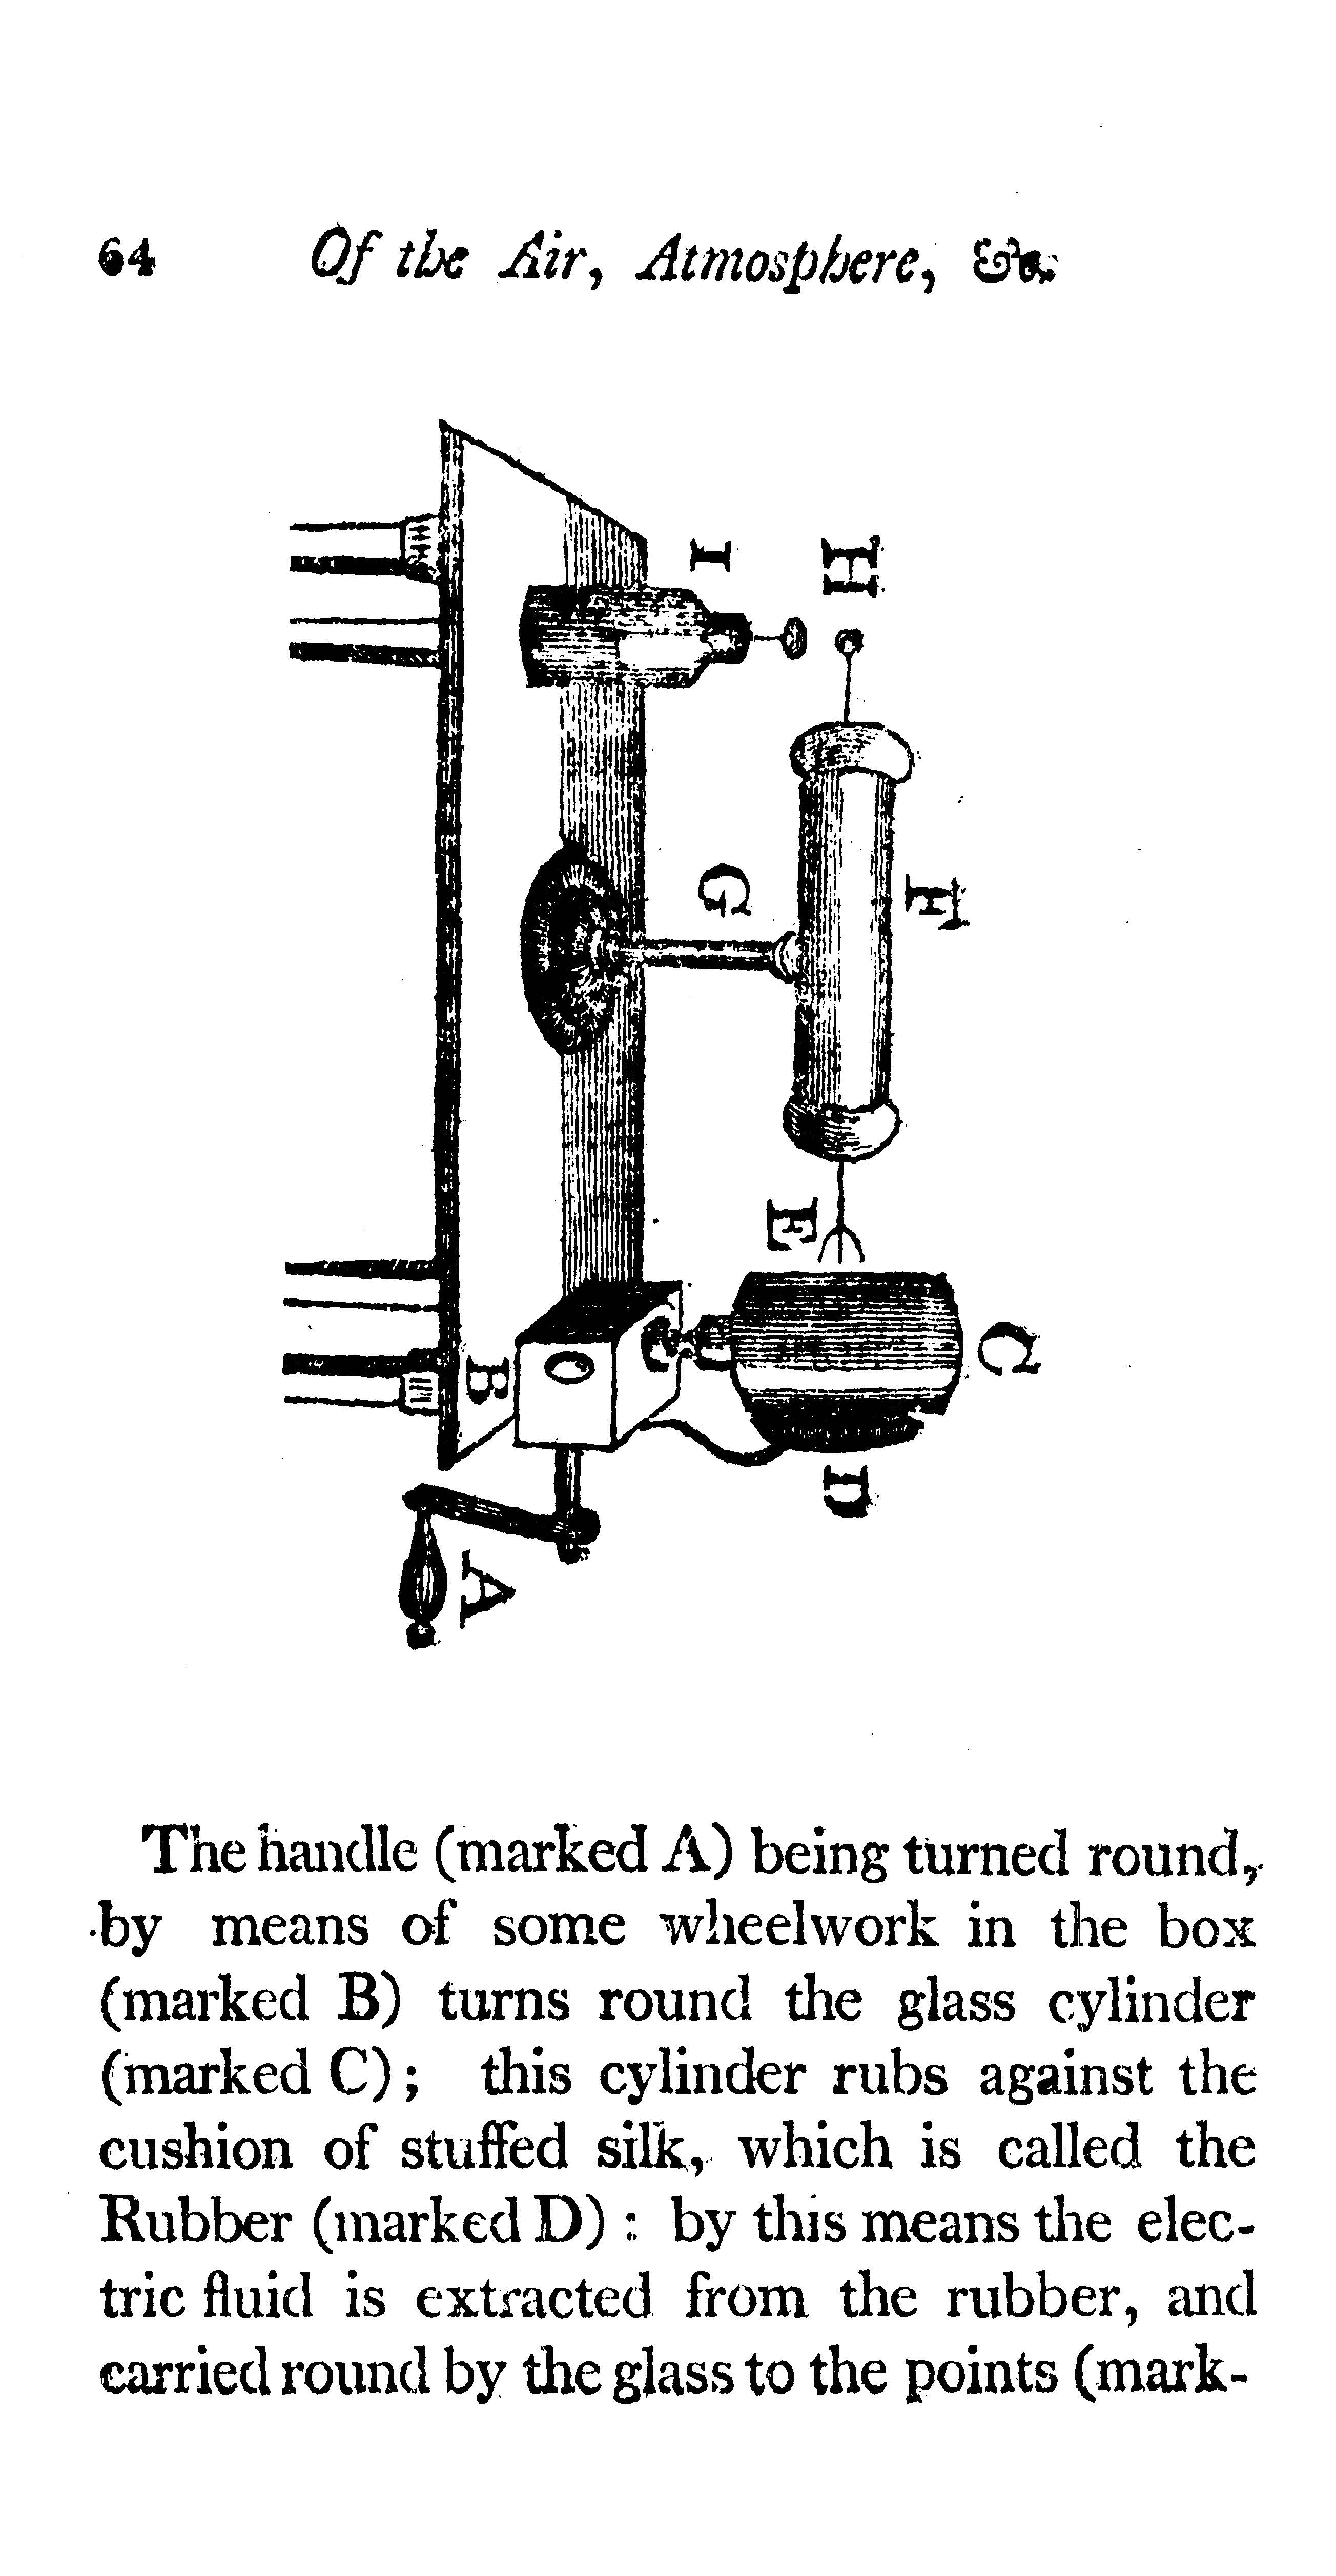 64 Of the Air, Atmosphere, &c.
I
H
G
F
E
C
B
D
A
The handle (marked A) being turned round,
by means of some wheelwork in the box
(marked B) turns round the glass cylinder
(marked C); this cylinder rubs against the
cushion of stuffed silk, which is called the
Rubber (marked D) : by this means the elec-
tric fluid is extracted from the rubber, and
carried round by the glass to the points (mark-